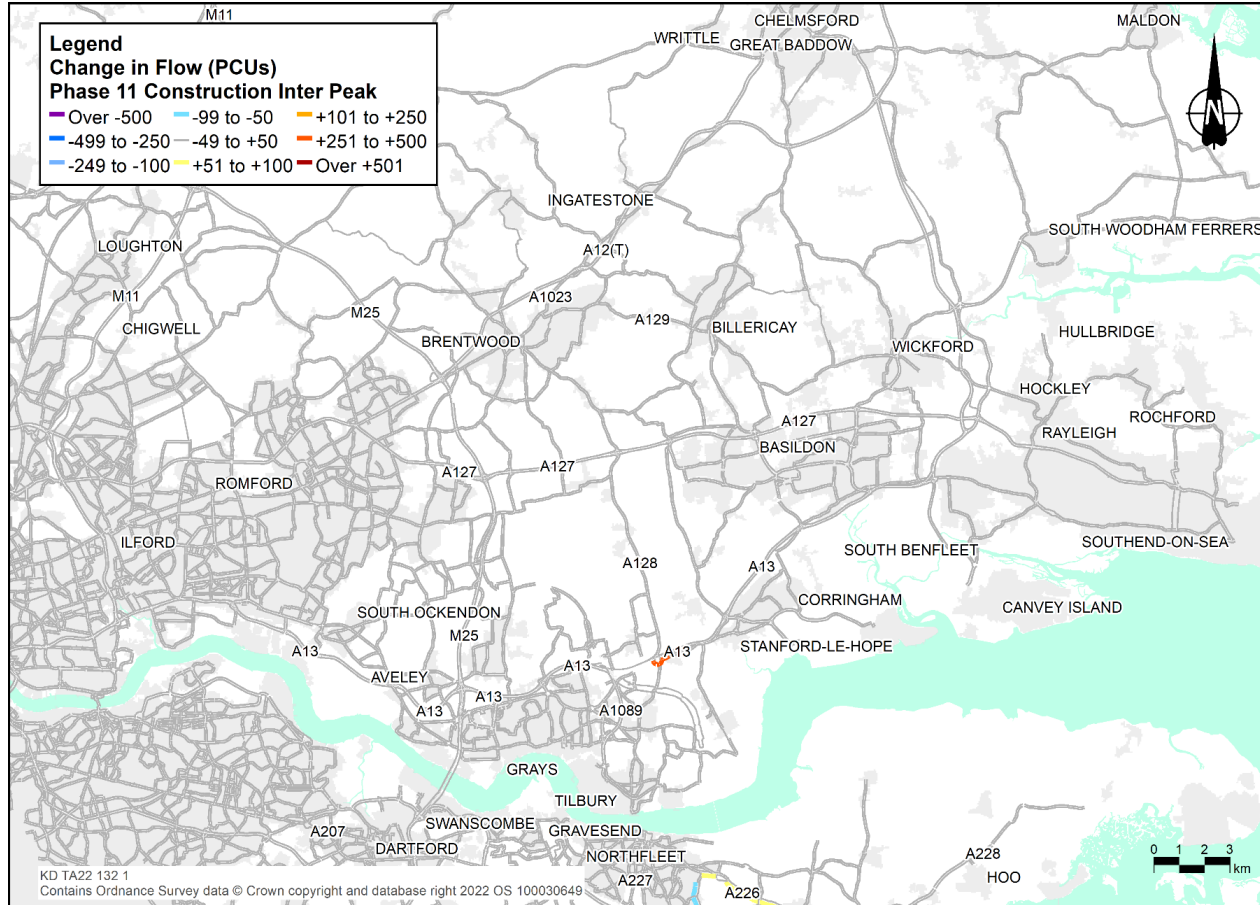 M11
CHELMSFORD
MALDON
WRITTLE
GREAT BADDOW
Legend
Change in Flow (PCUs)
Phase 11 Construction Inter Peak
Over -500
-99 to -50
+101 to +250
-499 to -250
-49 to +50
+251 to +500
-249 to -100
+51 to +100
Over +501
N
INGATESTONE
SOUTH WOODHAM FERRERS
LOUGHTON
A12(T)
M11
A1023
M25
CHIGWELL
A129
BILLERICAY
HULLBRIDGE
BRENTWOOD
WICKFORD
HOCKLEY
ROCHFORD
A127
RAYLEIGH
BASILDON
A127
A127
ROMFORD
ILFORD
SOUTHEND-ON-SEA
SOUTH BENFLEET
A128
A13
CORRINGHAM
CANVEY ISLAND
SOUTH OCKENDON
M25
STANFORD-LE-HOPE
A13
A13
A13
AVELEY
A13
A13
A1089
GRAYS
TILBURY
SWANSCOMBE
A207
GRAVESEND
DARTFORD
NORTHFLEET
A228
HOO
A227
A226
0 1 2 3
km
KD TA22 132 1
Contains Ordnance Survey data © Crown copyright and database right 2022 OS 100030649